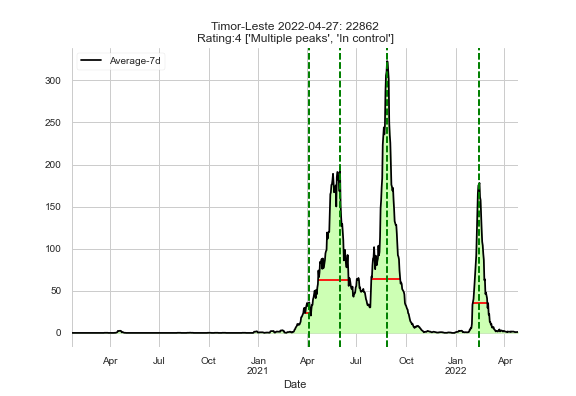 Timor-Leste 2022-04-27: 22862
Rating:4 ['Multiple peaks', 'In control']
Average-7d
300
250
200
150
100
50
0
Apr Jul Oct Jan Apr Jul Oct Jan Apr
2021 2022
Date